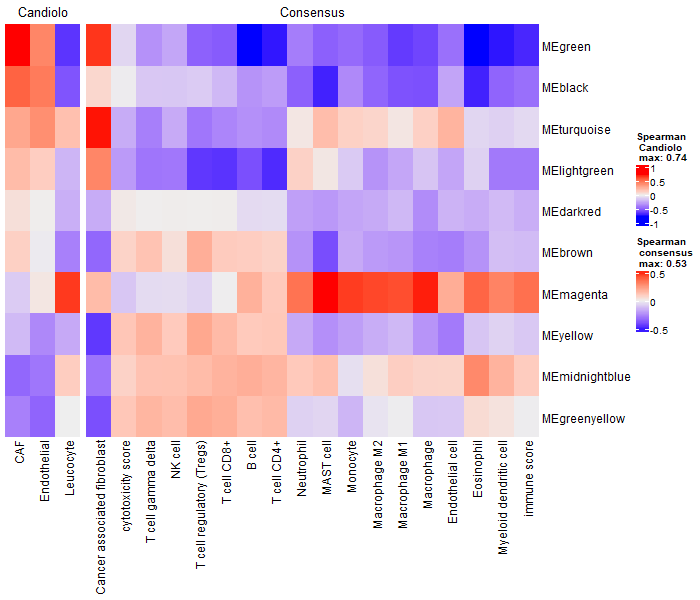 Candiolo
Consensus
MEgreen
MEblack
MEturquoise
MElightgreen
MEdarkred
MEbrown
MEmagenta
MEyellow
MEmidnightblue
MEgreenyellow
Spearman
Candiolo
max: 0.74
1
0.5
0
-0.5
-1
Spearman
consensus
max: 0.53
0.5
0
-0.5
CAF
Endothelial
Leucocyte
Cancer associated fibroblast
cytotoxicity score
T cell gamma delta
NK cell
T cell regulatory (Tregs)
T cell CD8+
B cell
T cell CD4+
Neutrophil
MAST cell
Monocyte
Macrophage M2
Macrophage M1
Macrophage
Endothelial cell
Eosinophil
Myeloid dendritic cell
immune score